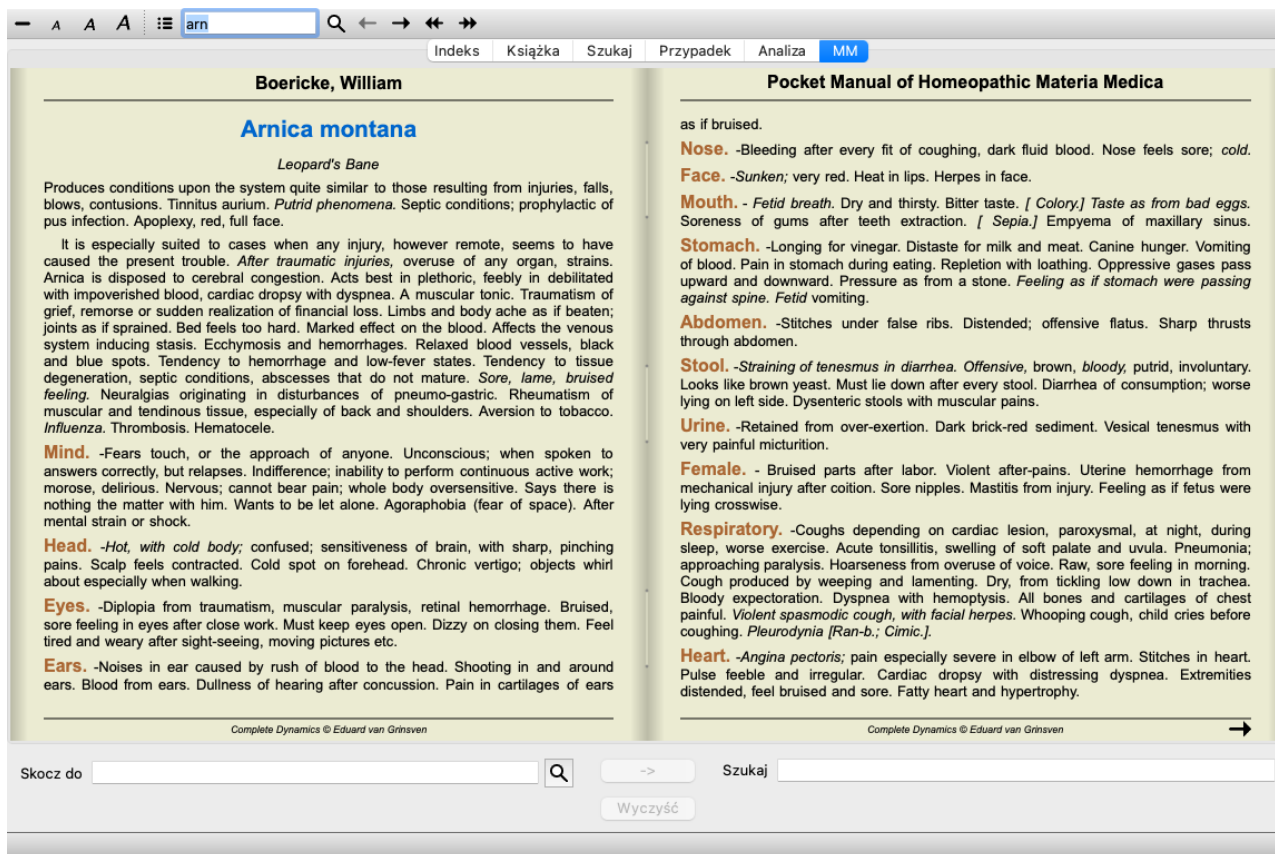 A A A arn
Indeks Książka Szukaj Przypadek Analiza MM
Boericke, William
Arnica montana
Leopard's Bane
Produces conditions upon the system quite similar to those resulting from injuries, falls,
blows, contusions. Tinnitus aurium. Putrid phenomena. Septic conditions; prophylactic of
pus infection. Apoplexy, red, full face.
It is especially suited to cases when any injury, however remote, seems to have
caused the present trouble. After traumatic injuries, overuse of any organ, strains.
Arnica is disposed to cerebral congestion. Acts best in plethoric, feebly in debilitated
with impoverished blood, cardiac dropsy with dyspnea. A muscular tonic. Traumatism of
grief, remorse or sudden realization of financial loss. Limbs and body ache as if beaten;
joints as if sprained. Bed feels too hard. Marked effect on the blood. Affects the venous
system inducing stasis. Ecchymosis and hemorrhages. Relaxed blood vessels, black
and blue spots. Tendency to hemorrhage and low-fever states. Tendency to tissue
degeneration, septic conditions, abscesses that do not mature. Sore, lame, bruised
feeling. Neuralgias originating in disturbances of pneumo-gastric. Rheumatism of
muscular and tendinous tissue, especially of back and shoulders. Aversion to tobacco.
Influenza. Thrombosis. Hematocele.
Mind. -Fears touch, or the approach of anyone. Unconscious; when spoken to
answers correctly, but relapses. Indifference; inability to perform continuous active work;
morose, delirious. Nervous; cannot bear pain; whole body oversensitive. Says there is
nothing the matter with him. Wants to be let alone. Agoraphobia (fear of space). After
mental strain or shock.
Head. -Hot, with cold body; confused; sensitiveness of brain, with sharp, pinching
pains. Scalp feels contracted. Cold spot on forehead. Chronic vertigo; objects whirl
about especially when walking.
Eyes. -Diplopia from traumatism, muscular paralysis, retinal hemorrhage. Bruised,
sore feeling in eyes after close work. Must keep eyes open. Dizzy on closing them. Feel
tired and weary after sight-seeing, moving pictures etc.
Ears. -Noises in ear caused by rush of blood to the head. Shooting in and around
ears. Blood from ears. Dullness of hearing after concussion. Pain in cartilages of ears
Complete Dynamics © Eduard van Grinsven
Pocket Manual of Homeopathic Materia Medica
as if bruised.
Nose. -Bleeding after every fit of coughing, dark fluid blood. Nose feels sore; cold.
Face. -Sunken; very red. Heat in lips. Herpes in face.
Mouth. - Fetid breath. Dry and thirsty. Bitter taste. [ Colory.] Taste as from bad eggs.
Soreness of gums after teeth extraction. [ Sepia.] Empyema of maxillary sinus.
Stomach. -Longing for vinegar. Distaste for milk and meat. Canine hunger. Vomiting
of blood. Pain in stomach during eating. Repletion with loathing. Oppressive gases pass
upward and downward. Pressure as from a stone. Feeling as if stomach were passing
against spine. Fetid vomiting.
Abdomen. -Stitches under false ribs. Distended; offensive flatus. Sharp thrusts
through abdomen.
Stool. -Straining of tenesmus in diarrhea. Offensive, brown, bloody, putrid, involuntary.
Looks like brown yeast. Must lie down after every stool. Diarrhea of consumption; worse
lying on left side. Dysenteric stools with muscular pains.
Urine. -Retained from over-exertion. Dark brick-red sediment. Vesical tenesmus with
very painful micturition.
Female. - Bruised parts after labor. Violent after-pains. Uterine hemorrhage from
mechanical injury after coition. Sore nipples. Mastitis from injury. Feeling as if fetus were
lying crosswise.
Respiratory. -Coughs depending on cardiac lesion, paroxysmal, at night, during
sleep, worse exercise. Acute tonsillitis, swelling of soft palate and uvula. Pneumonia;
approaching paralysis. Hoarseness from overuse of voice. Raw, sore feeling in morning.
Cough produced by weeping and lamenting. Dry, from tickling low down in trachea.
Bloody expectoration. Dyspnea with hemoptysis. All bones and cartilages of chest
painful. Violent spasmodic cough, with facial herpes. Whooping cough, child cries before
coughing. Pleurodynia [Ran-b.; Cimic.].
Heart. -Angina pectoris; pain especially severe in elbow of left arm. Stitches in heart.
Pulse feeble and irregular. Cardiac dropsy with distressing dyspnea. Extremities
distended, feel bruised and sore. Fatty heart and hypertrophy.
Complete Dynamics © Eduard van Grinsven
Skocz do -> Szukaj
Wyczyść